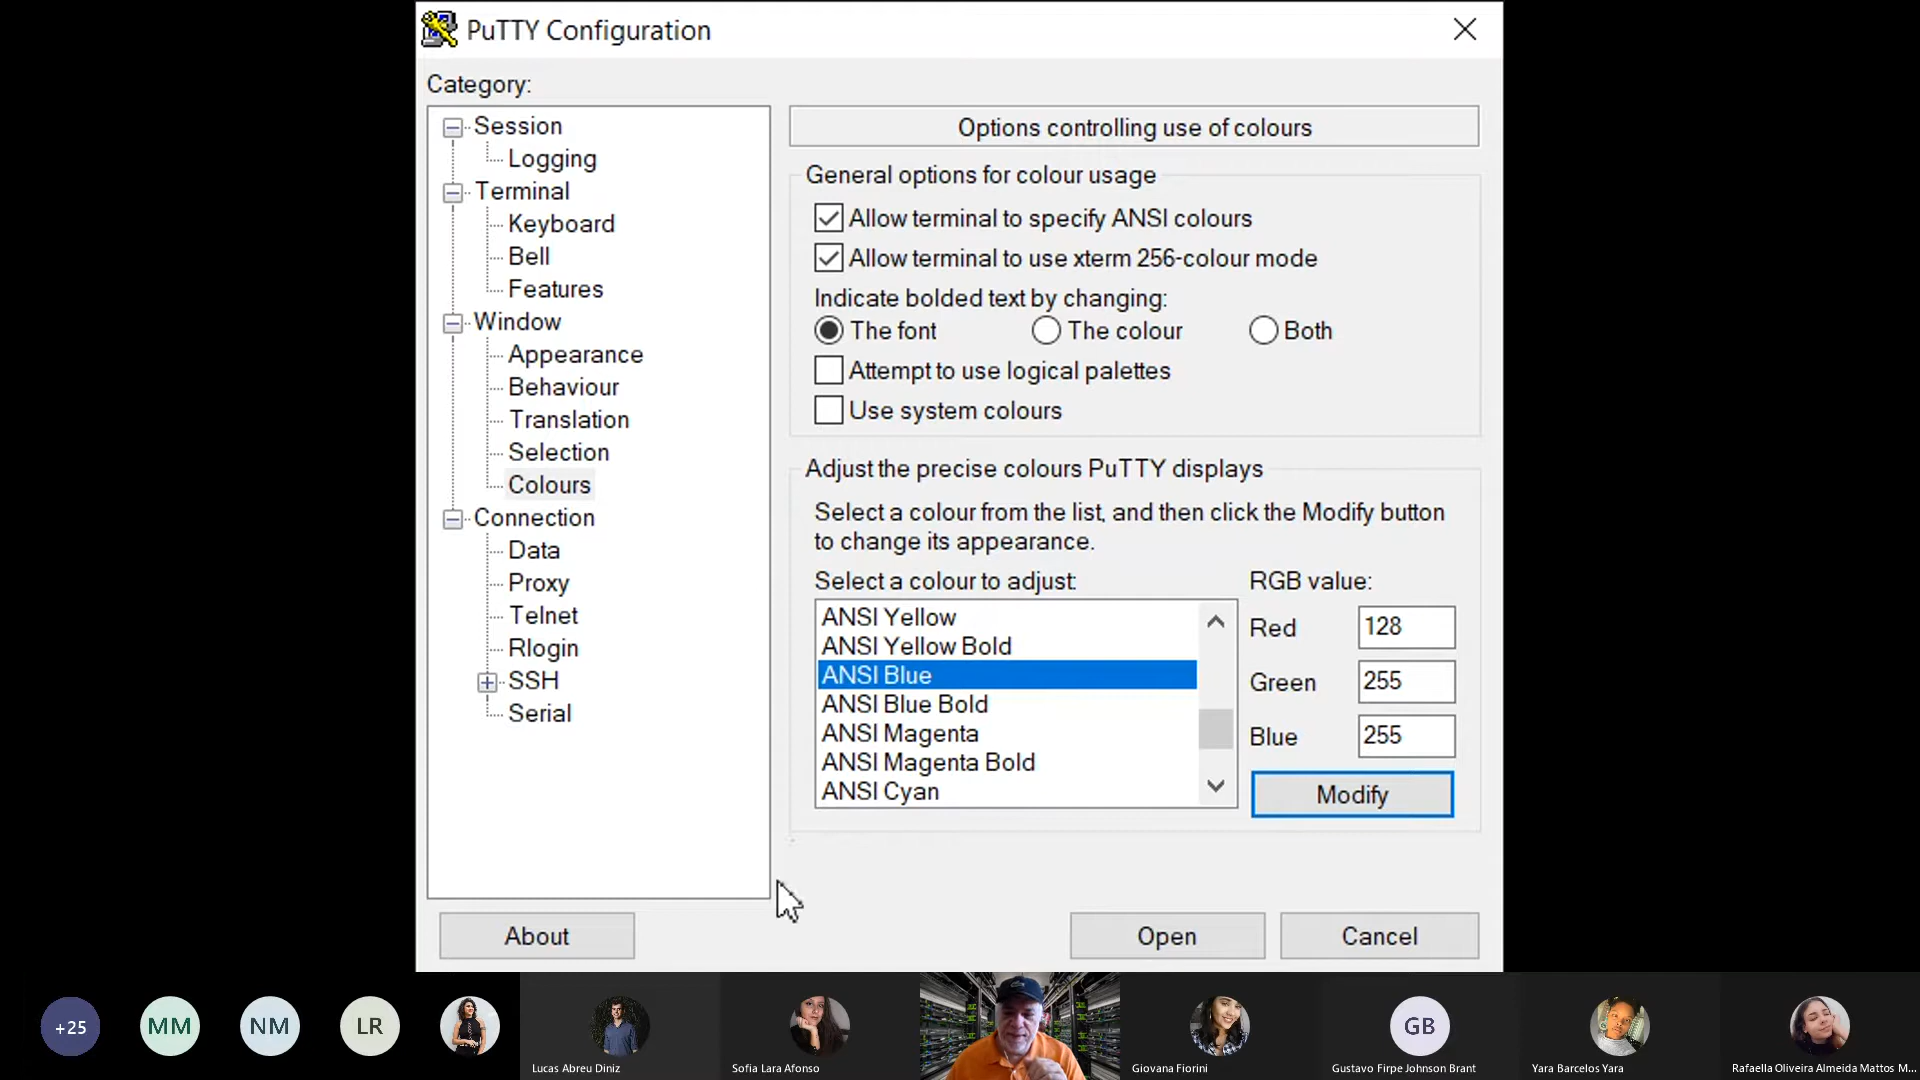 PuTTY Configuration
Category:
Session
Logging
Terminal
Keyboard
Bell
Features
Window
Appearance
Behaviour
Translation
Selection
Colours
Connection
Data
Proxy
Telnet
Rlogin
SSH
Serial
Options controlling use of colours
General options for colour usage
Allow terminal to specify ANSI colours
Allow terminal to use xterm 256-colour mode
Indicate bolded text by changing:
The font The colour Both
Attempt to use logical palettes
Use system colours
Adjust the precise colours PuTTY displays
Select a colour from the list, and then click the Modify button
to change its appearance.
Select a colour to adjust:
ANSI Yellow
ANSI Yellow Bold
ANSI Blue
ANSI Blue Bold
ANSI Magenta
ANSI Magenta Bold
ANSI Cyan
RGB value:
Red 128
Green 255
Blue 255
Modify
About Open Cancel
+25 MM NM LR GB
Lucas Abreu Diniz Sofia Lara Afonso Giovana Fiorini Gustavo Firpe Johnson Brant Yara Barcelos Yara Rafaella Oliveira Almeida Mattos M...